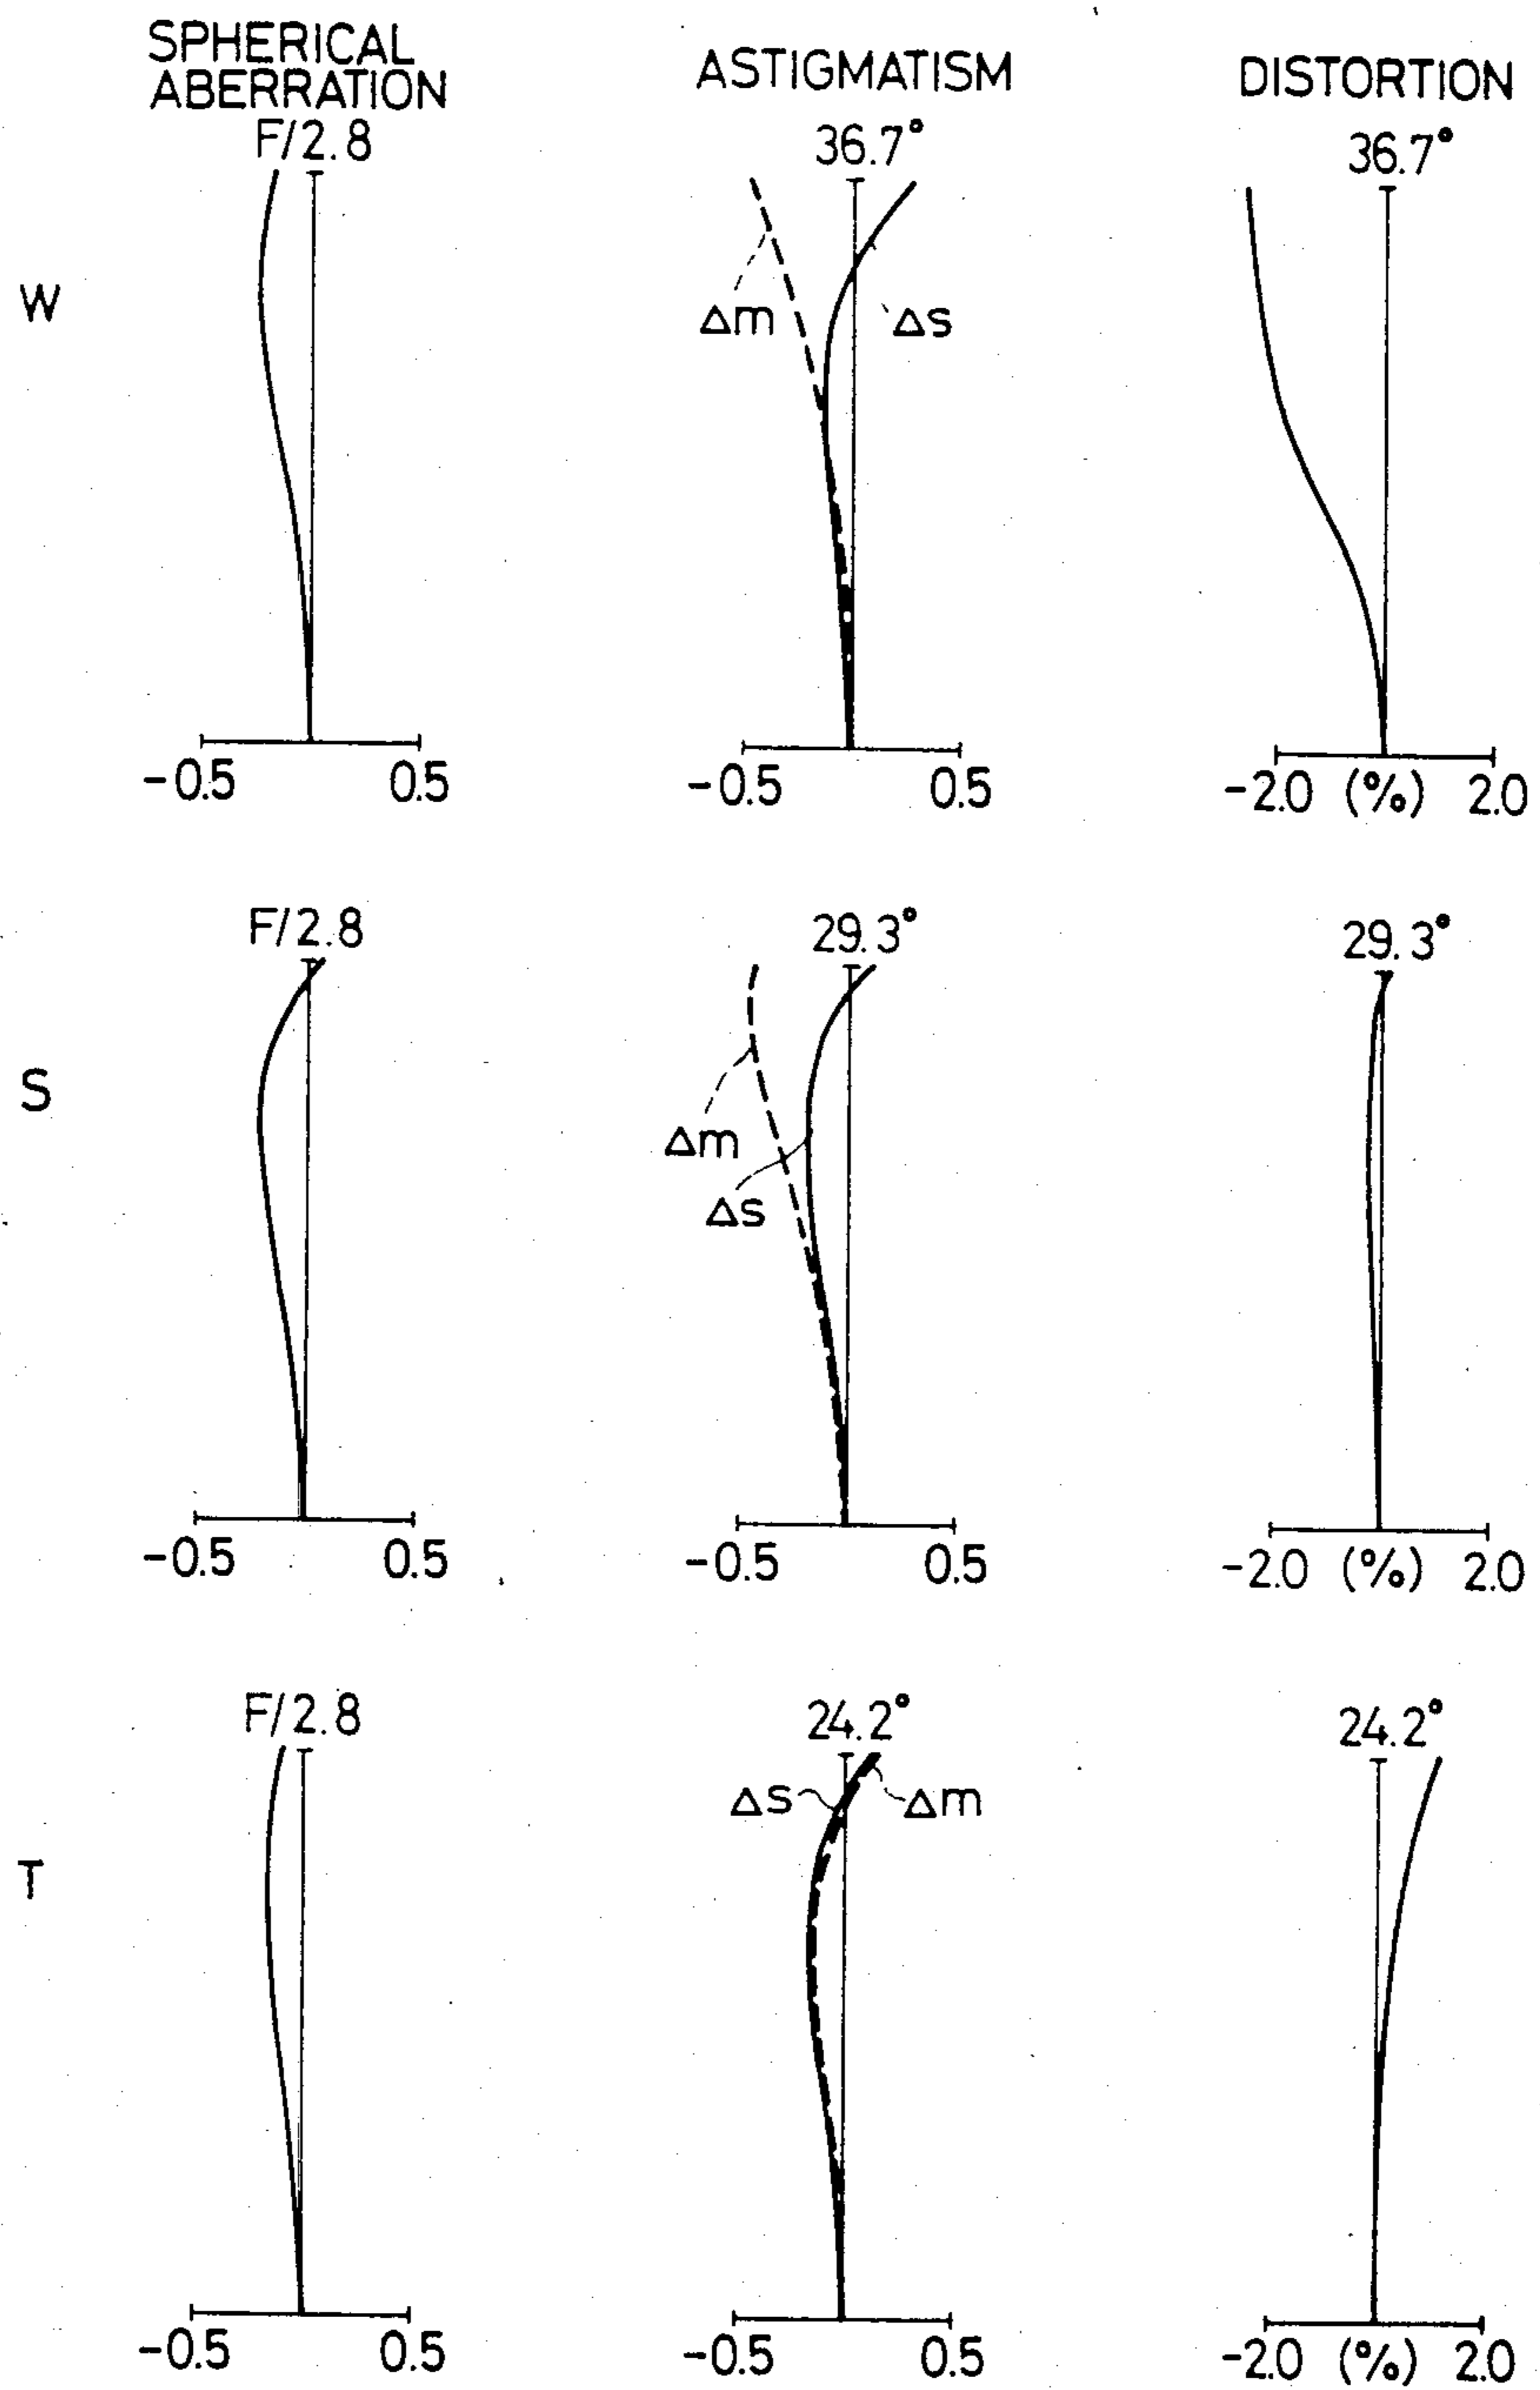 SPHERICAL
ABERRATION
ASTIGMATISM
DISTORTION
F/2.8
36.7°
36.7°
W
Δm
Δs
-0.5 0.5
-0.5 0.5
-2.0 (%) 2.0
F/2.8
29.3°
29.3°
S
Δm
Δs
-0.5 0.5
-0.5 0.5
-2.0 (%) 2.0
F/2.8
24.2°
24.2°
T
Δs
Δm
-0.5 0.5
-0.5 0.5
-2.0 (%) 2.0